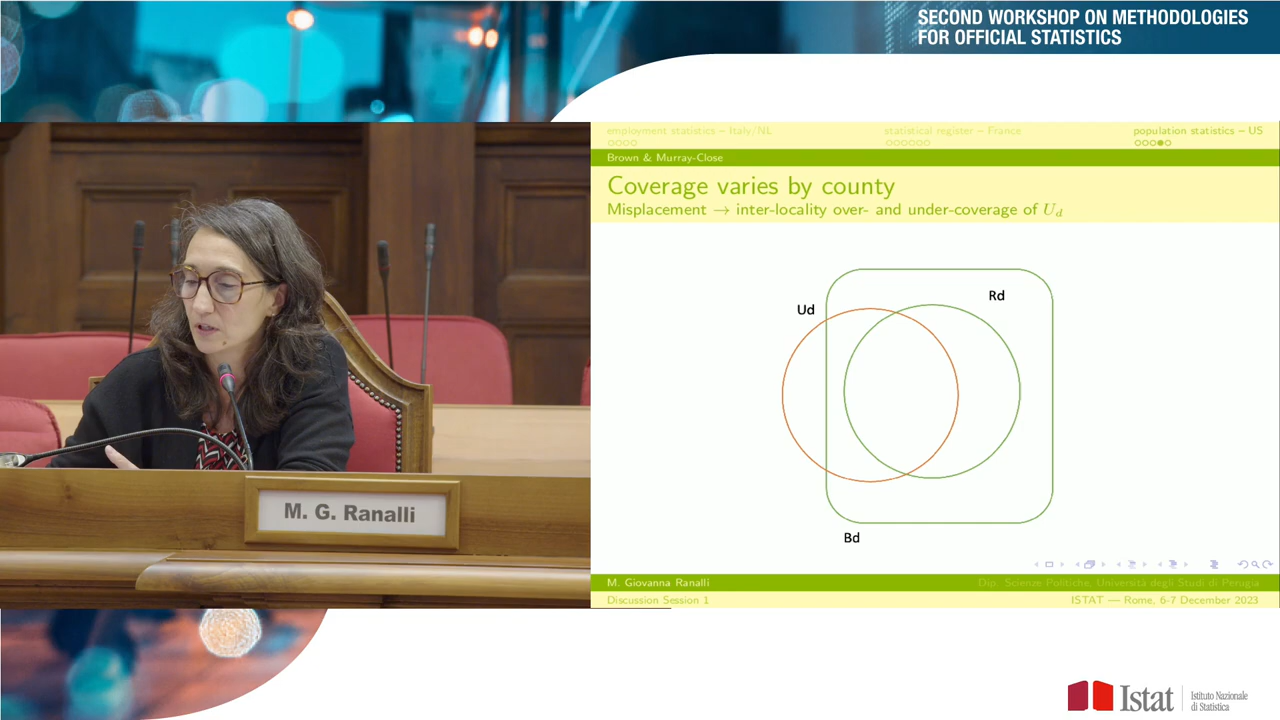 SECOND WORKSHOP ON METHODOLOGIES
FOR OFFICIAL STATISTICS
employment statistics – Italy/NL
statistical register – France
population statistics – US
Brown & Murray-Close
Coverage varies by county
Misplacement → inter-locality over- and under-coverage of U_d
Ud
Rd
Bd
M. G. Ranalli
M. Giovanna Ranalli
Dip. Scienze Politiche, Università degli Studi di Perugia
Discussion Session 1
ISTAT — Rome, 6-7 December 2023
Istat
Istituto Nazionale
di Statistica